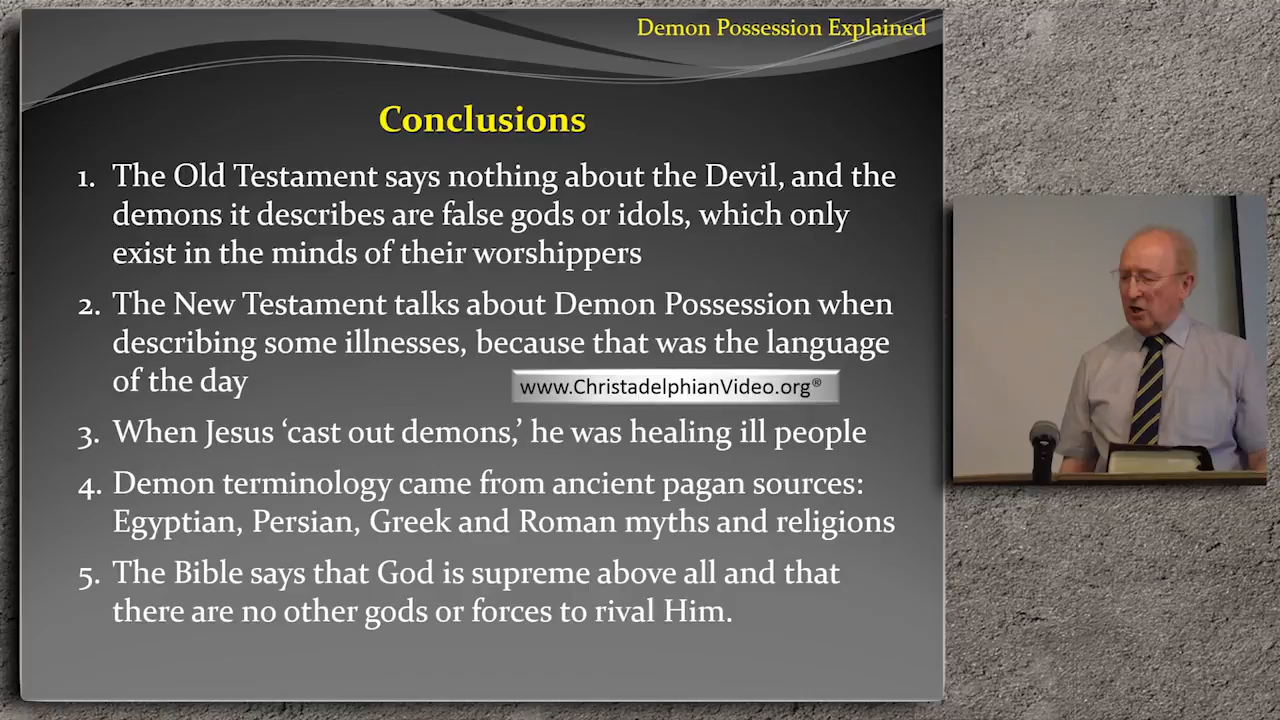 Demon Possession Explained
Conclusions
1. The Old Testament says nothing about the Devil, and the
demons it describes are false gods or idols, which only
exist in the minds of their worshippers
2. The New Testament talks about Demon Possession when
describing some illnesses, because that was the language
of the day
www.ChristadelphianVideo.org®
3. When Jesus ‘cast out demons,’ he was healing ill people
4. Demon terminology came from ancient pagan sources:
Egyptian, Persian, Greek and Roman myths and religions
5. The Bible says that God is supreme above all and that
there are no other gods or forces to rival Him.